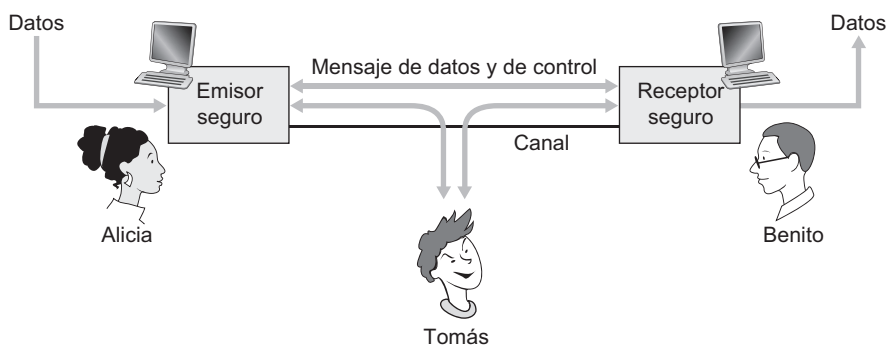 Datos
Datos
Mensaje de datos y de control
Emisor
seguro
Receptor
seguro
Canal
Alicia
Benito
Tomás